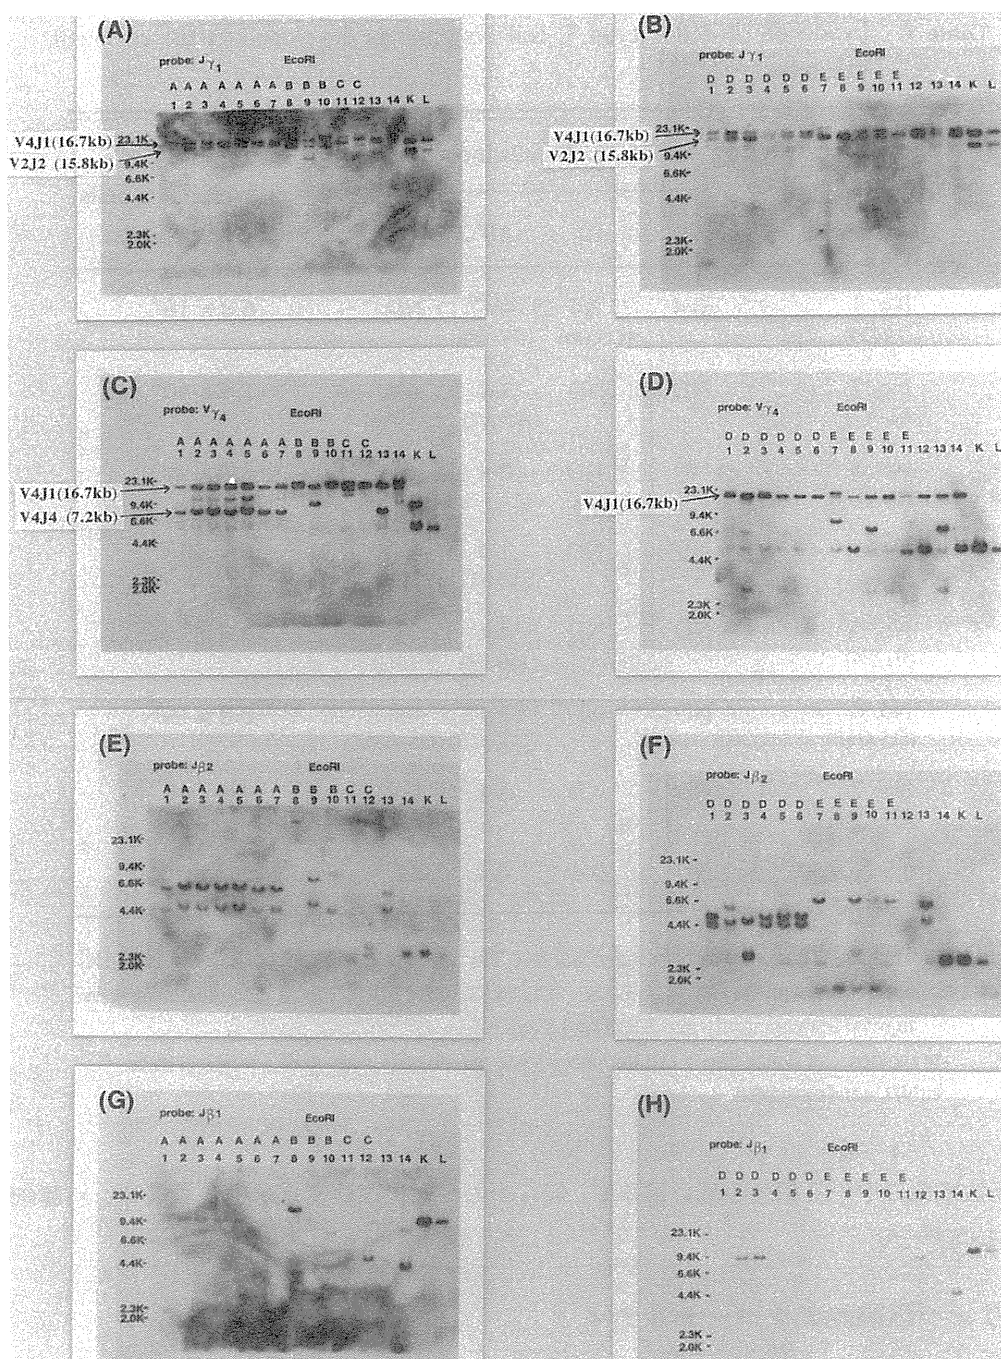 (A)
probe: Jγ1 EcoRI
A A A A A A A B B B C C
1 2 3 4 5 6 7 8 9 10 11 12 13 14 K L
23.1K-
V4J1(16.7kb)
V2J2 (15.8kb)
9.4K-
6.6K-
4.4K-
2.3K-
2.0K-
(B)
probe: Jγ1 EcoRI
D D D D D D E E E E E
1 2 3 4 5 6 7 8 9 10 11 12 13 14 K L
23.1K-
V4J1(16.7kb)
V2J2 (15.8kb)
9.4K-
6.6K-
4.4K-
2.3K-
2.0K-
(C)
probe: Vγ4 EcoRI
A A A A A A A B B B C C
1 2 3 4 5 6 7 8 9 10 11 12 13 14 K L
23.1K-
V4J1(16.7kb)
9.4K-
V4J4 (7.2kb)
6.6K-
4.4K-
2.3K-
2.0K-
(D)
probe: Vγ4 EcoRI
D D D D D D E E E E E
1 2 3 4 5 6 7 8 9 10 11 12 13 14 K L
23.1K-
V4J1(16.7kb)
9.4K-
6.6K-
4.4K-
2.3K-
2.0K-
(E)
probe: Jβ2 EcoRI
A A A A A A A B B B C C
1 2 3 4 5 6 7 8 9 10 11 12 13 14 K L
23.1K-
9.4K-
6.6K-
4.4K-
2.3K-
2.0K-
(F)
probe: Jβ2 EcoRI
D D D D D D E E E E E
1 2 3 4 5 6 7 8 9 10 11 12 13 14 K L
23.1K-
9.4K-
6.6K-
4.4K-
2.3K-
2.0K-
(G)
probe: Jβ1 EcoRI
A A A A A A A B B B C C
1 2 3 4 5 6 7 8 9 10 11 12 13 14 K L
23.1K-
9.4K-
6.6K-
4.4K-
2.3K-
2.0K-
(H)
probe: Jβ1 EcoRI
D D D D D D E E E E E
1 2 3 4 5 6 7 8 9 10 11 12 13 14 K L
23.1K-
9.4K-
6.6K-
4.4K-
2.3K-
2.0K-